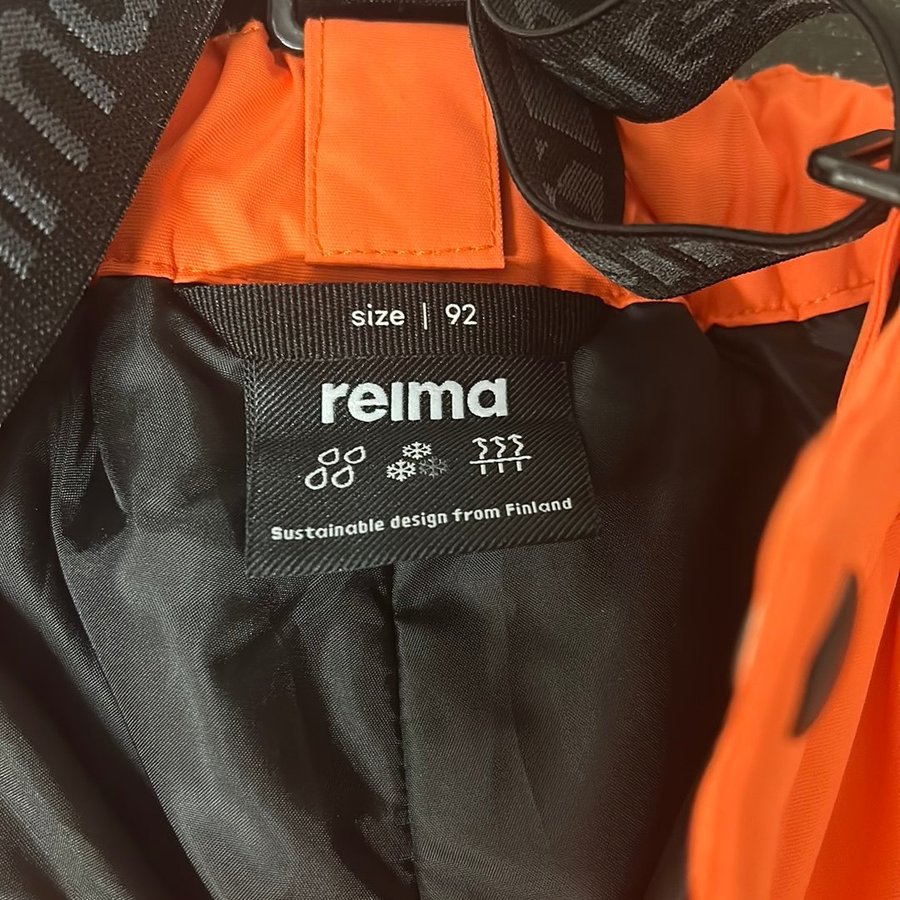 size | 92
reima
Sustainable design from Finland